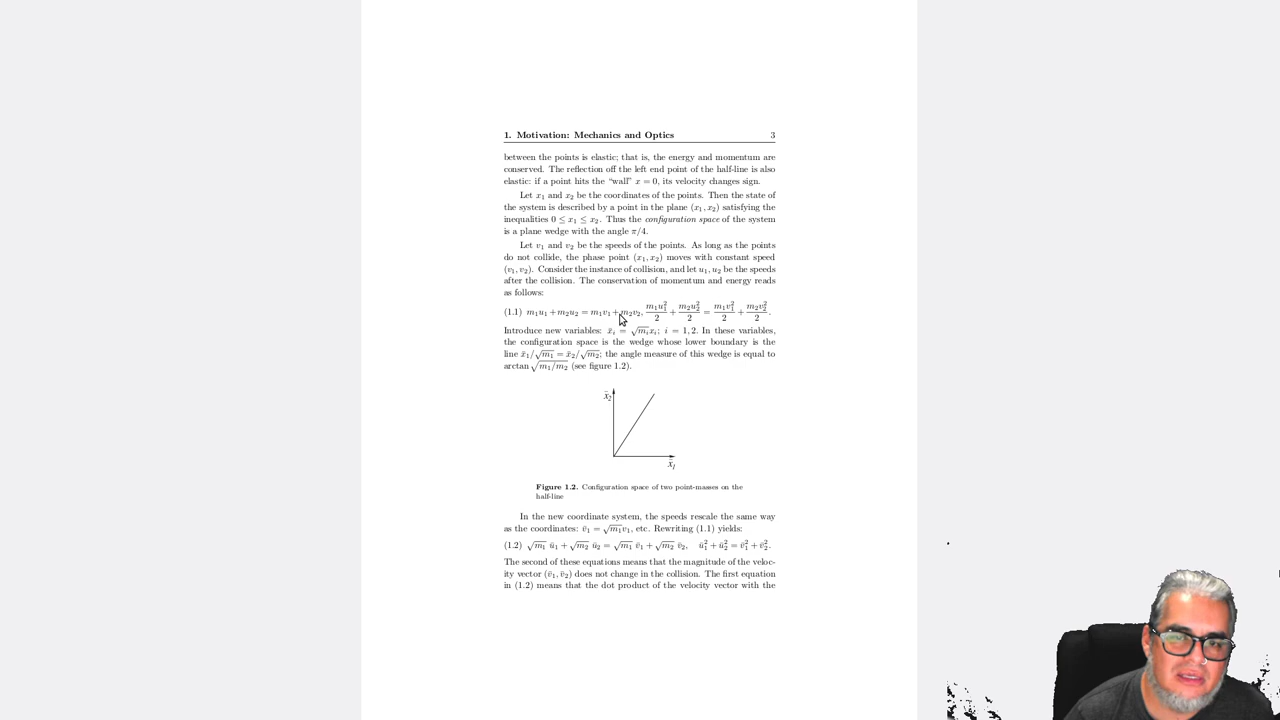 1. Motivation: Mechanics and Optics 3
between the points is elastic; that is, the energy and momentum are
conserved. The reflection off the left end point of the half-line is also
elastic: if a point hits the “wall” x = 0, its velocity changes sign.
Let x₁ and x₂ be the coordinates of the points. Then the state of
the system is described by a point in the plane (x₁, x₂) satisfying the
inequalities 0 ≤ x₁ ≤ x₂. Thus the configuration space of the system
is a plane wedge with the angle π/4.
Let v₁ and v₂ be the speeds of the points. As long as the points
do not collide, the phase point (x₁, x₂) moves with constant speed
(v₁, v₂). Consider the instance of collision, and let u₁, u₂ be the speeds
after the collision. The conservation of momentum and energy reads
as follows:
(1.1) m₁u₁ + m₂u₂ = m₁v₁ + m₂v₂, m₁u₁²/2 + m₂u₂²/2 = m₁v₁²/2 + m₂v₂²/2.
Introduce new variables: x̄ᵢ = √mᵢxᵢ; i = 1, 2. In these variables,
the configuration space is the wedge whose lower boundary is the
line x̄₁/√m₁ = x̄₂/√m₂; the angle measure of this wedge is equal to
arctan √m₁/m₂ (see figure 1.2).
x̄₂
x̄₁
Figure 1.2. Configuration space of two point-masses on the
half-line
In the new coordinate system, the speeds rescale the same way
as the coordinates: v̄₁ = √m₁v₁, etc. Rewriting (1.1) yields:
(1.2) √m₁ ū₁ + √m₂ ū₂ = √m₁ v̄₁ + √m₂ v̄₂, ū₁² + ū₂² = v̄₁² + v̄₂².
The second of these equations means that the magnitude of the veloc-
ity vector (v̄₁, v̄₂) does not change in the collision. The first equation
in (1.2) means that the dot product of the velocity vector with the